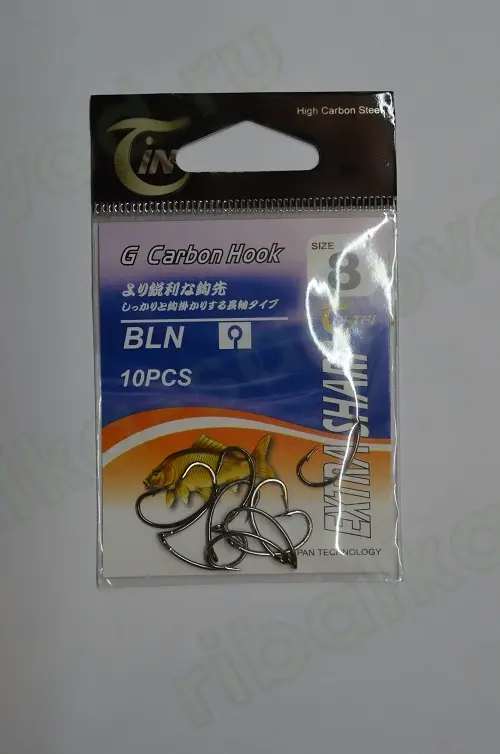 High Carbon Steel
G Carbon Hook
より鋭利な鈎先
しっかりと鈎掛かりする長軸タイプ
BLN
10PCS
SIZE
8
EXTRA SHARP
JAPAN TECHNOLOGY